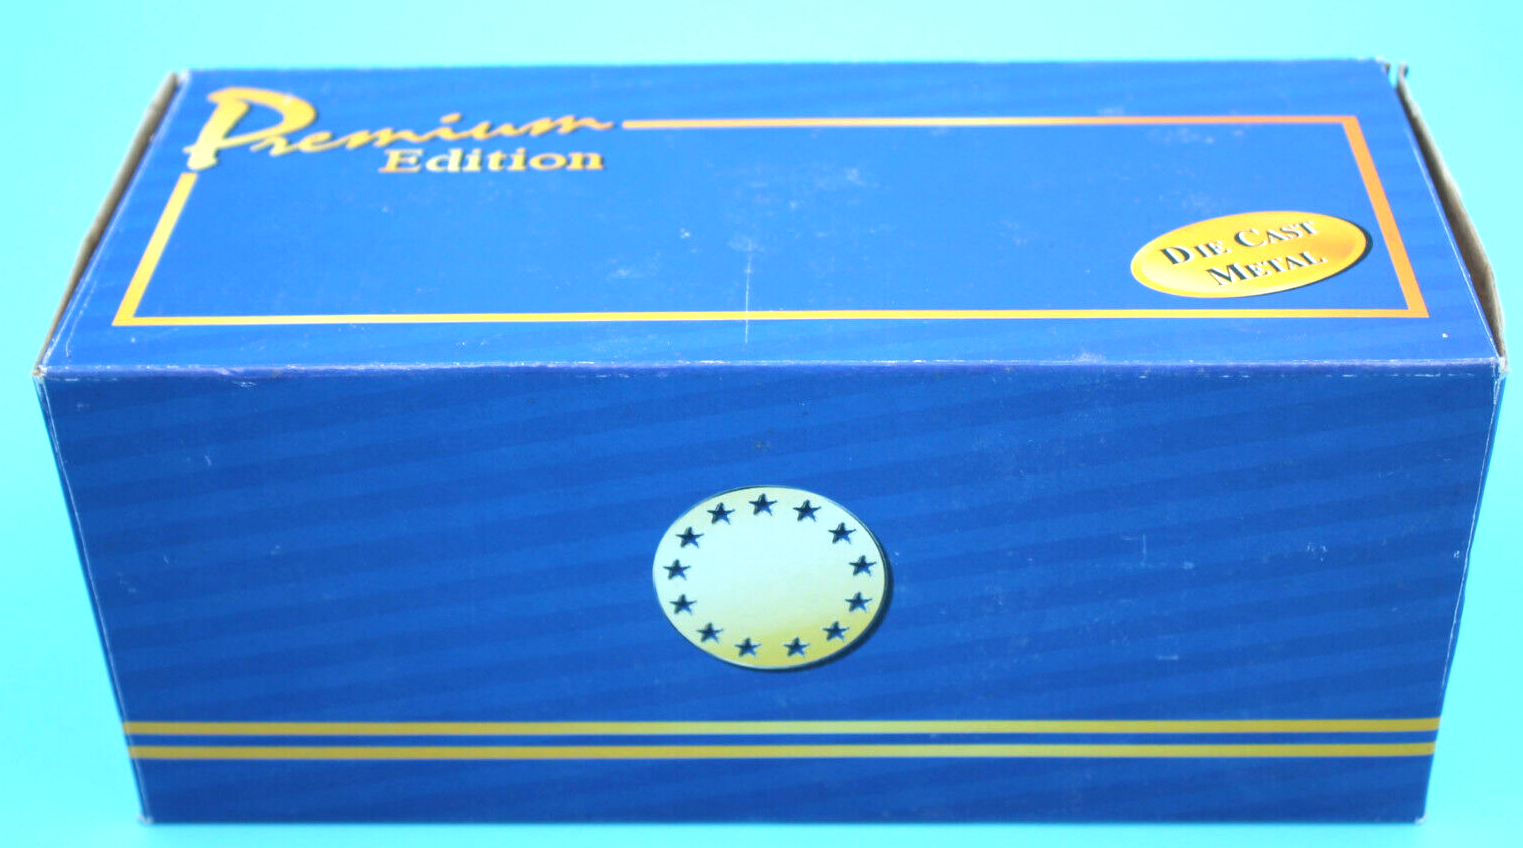 Premium
Edition
DIE CAST
METAL